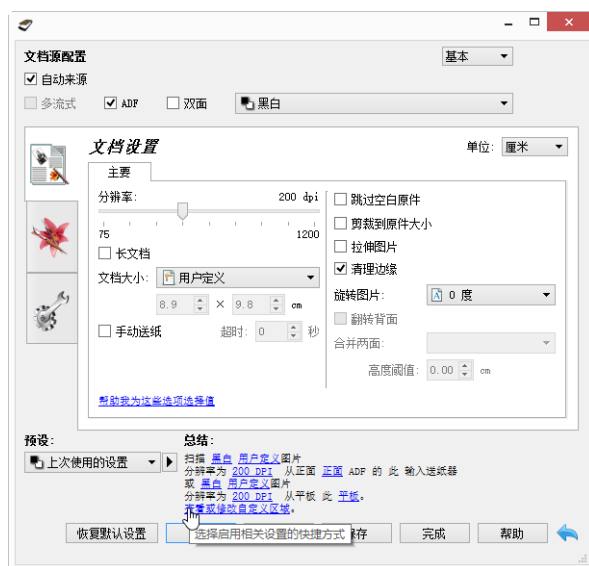 文档源配置
基本
自动来源
多流式
ADF
双面
黑白
文档设置
单位:
厘米
主要
分辨率:
200 dpi
75
1200
长文档
文档大小:
用户定义
8.9 × 9.8 cm
手动送纸
超时: 0 秒
跳过空白原件
剪裁到原件大小
拉伸图片
清理边缘
旋转图片:
0 度
翻转背面
合并两面:
高度阈值: 0.00 cm
帮助我为这些选项选择值
预设:
上次使用的设置
总结:
扫描 黑白 用户定义图片
分辨率为 200 DPI 从正面 正面 ADF 的 此 输入送纸器
或 黑白 用户定义图片
分辨率为 200 DPI 从平板 此 平板。
查看或修改自定义区域。
恢复默认设置
选择启用相关设置的快捷方式
存
完成
帮助